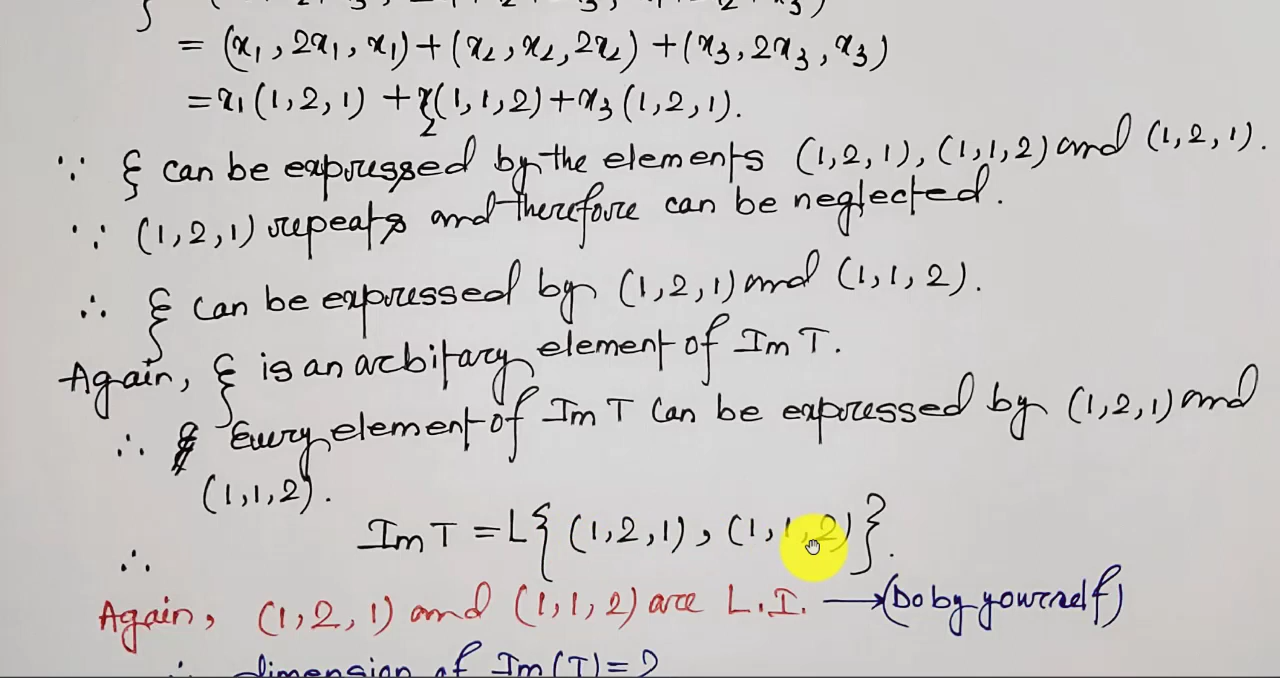 = (x₁, 2x₁, x₁) + (x₂, x₂, 2x₂) + (x₃, 2x₃, x₃)
= x₁(1, 2, 1) + x₂(1, 1, 2) + x₃(1, 2, 1).
∵ ξ can be expressed by the elements (1, 2, 1), (1, 1, 2) and (1, 2, 1).
∵ (1, 2, 1) repeats and therefore can be neglected.
∴ ξ can be expressed by (1, 2, 1) and (1, 1, 2).
Again, ξ is an arbitary element of Im T.
∴ Every element of Im T can be expressed by (1, 2, 1) and
(1, 1, 2).
∴ Im T = L{(1, 2, 1), (1, 1, 2)}.
Again, (1, 2, 1) and (1, 1, 2) are L.I. → (Do by yourself)
∴ dimension of Im(T) = 2